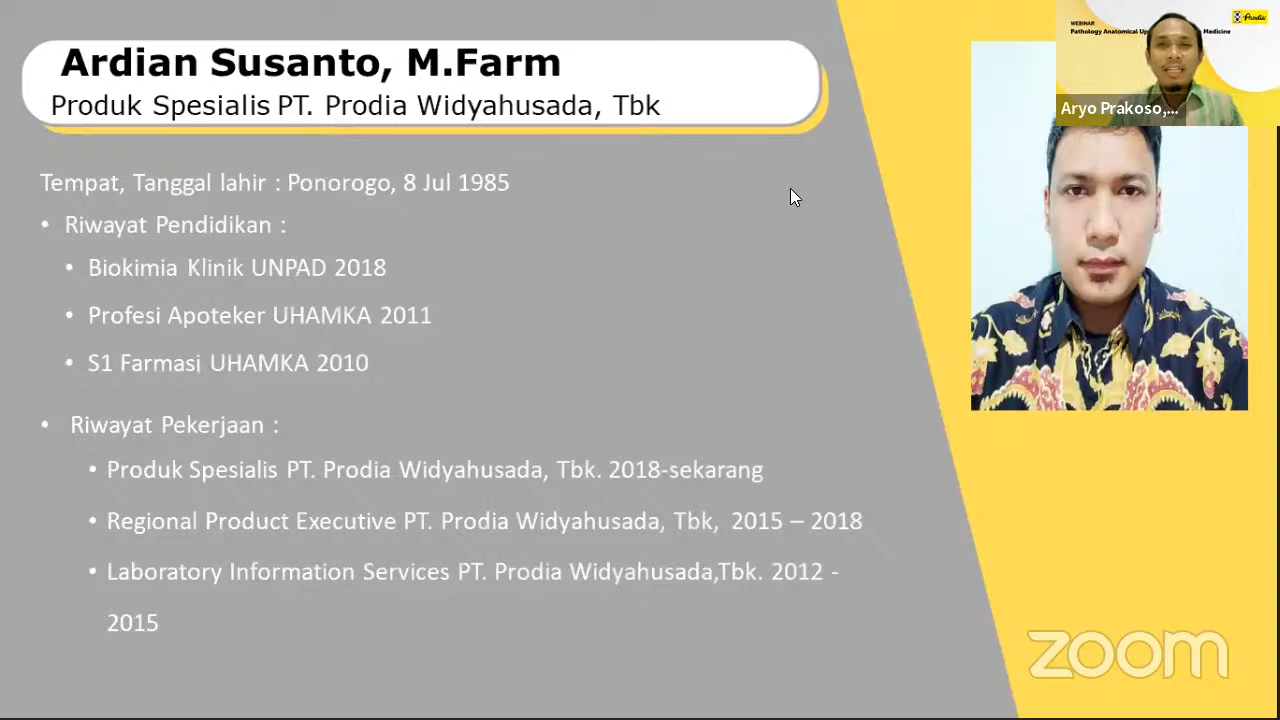 Ardian Susanto, M.Farm
Produk Spesialis PT. Prodia Widyahusada, Tbk
Tempat, Tanggal lahir : Ponorogo, 8 Jul 1985
• Riwayat Pendidikan :
• Biokimia Klinik UNPAD 2018
• Profesi Apoteker UHAMKA 2011
• S1 Farmasi UHAMKA 2010
• Riwayat Pekerjaan :
• Produk Spesialis PT. Prodia Widyahusada, Tbk. 2018-sekarang
• Regional Product Executive PT. Prodia Widyahusada, Tbk, 2015 – 2018
• Laboratory Information Services PT. Prodia Widyahusada,Tbk. 2012 -
2015
WEBINAR
Pathology Anatomical Medicine
Prodia
Aryo Prakoso,...
zoom